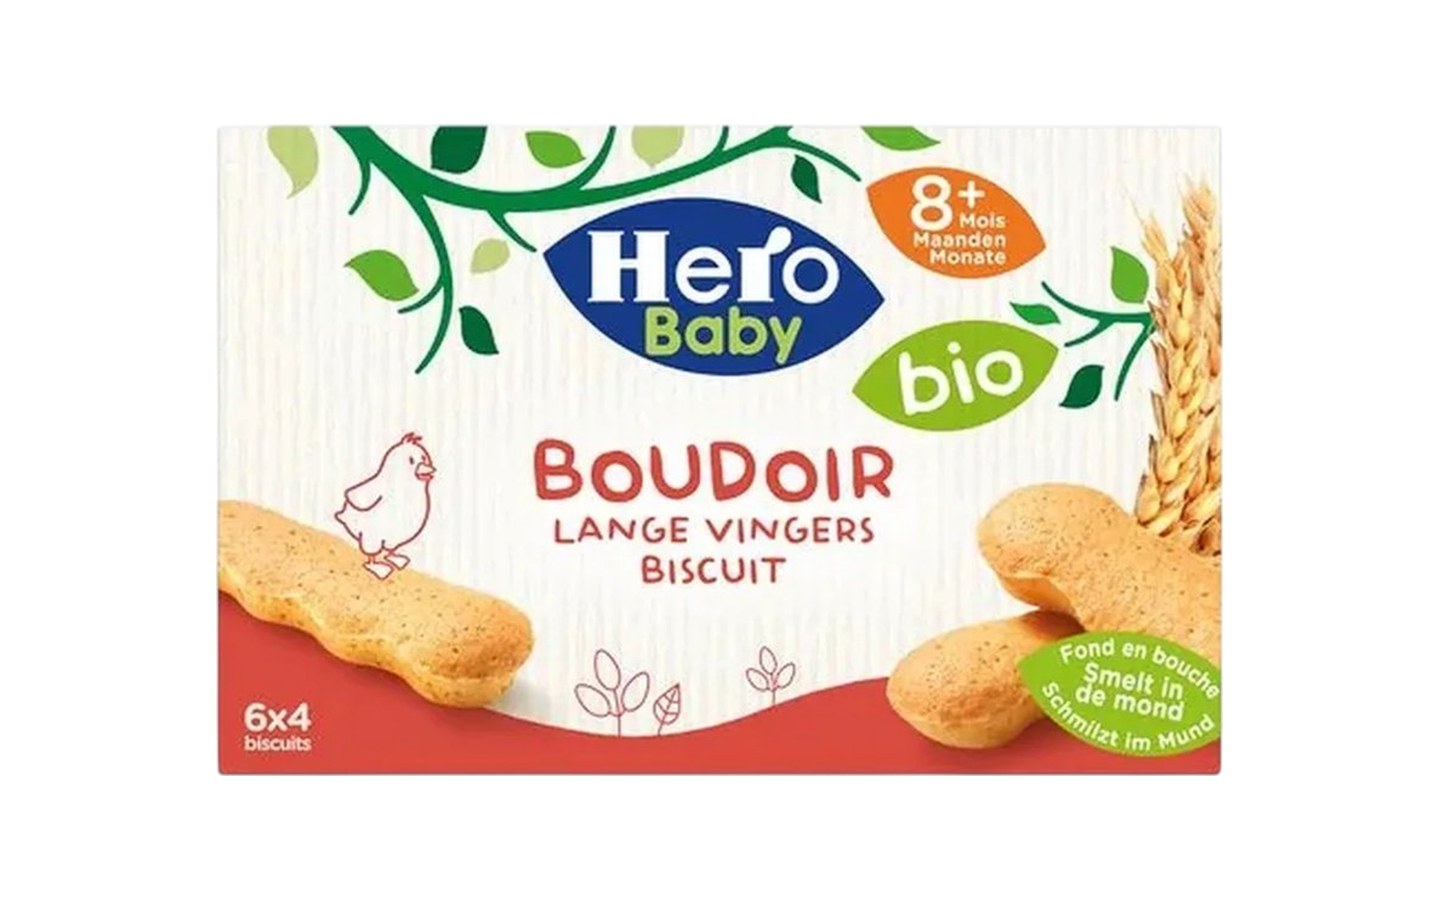 8+
Mois
Maanden
Monate
Hero
Baby
bio
BOUDOIR
LANGE VINGERS
BISCUIT
Fond en bouche
Smelt in
de mond
Schmilzt im Mund
6x4
biscuits